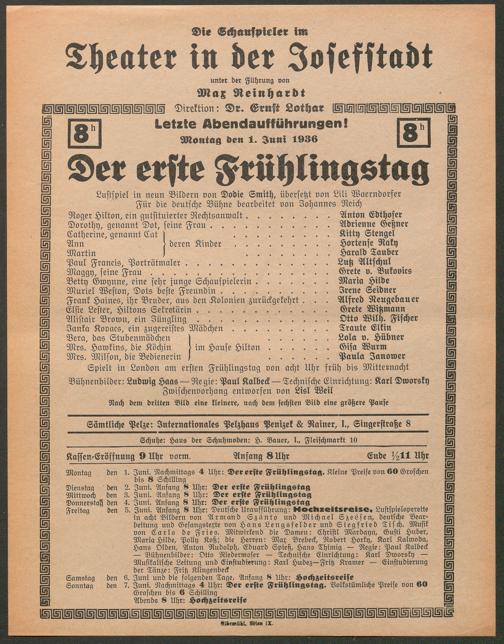 Die Schauspieler im
Theater in der Josefstadt
unter der Führung von
Max Reinhardt
Direktion: Dr. Ernst Lothar
Letzte Abendaufführungen!
8h
Montag den 1. Juni 1936
8h
Der erste Frühlingstag
Lustspiel in neun Bildern von Dodie Smith, übersetzt von Lili Waerndorfer
Für die deutsche Bühne bearbeitet von Johannes Reich
Roger Hilton, ein gutsituierter Rechtsanwalt . . . . . . . . Anton Edthofer
Dorothy, genannt Dot, seine Frau . . . . . . . . Adrienne Geßner
Catherine, genannt Cat Kitty Stengel
Ann } deren Kinder . . . . . . . . Hortense Raky
Martin Harald Tauber
Paul Francis, Porträtmaler . . . . . . . . Lutz Altschul
Maggy, seine Frau . . . . . . . . Grete v. Bukovics
Betty Gwynne, eine sehr junge Schauspielerin . . . . . . . . Maria Hilde
Muriel Weston, Dots beste Freundin . . . . . . . . Irene Seidner
Frank Haines, ihr Bruder, aus den Kolonien zurückgekehrt . . . . Alfred Neugebauer
Elsie Lester, Hiltons Sekretärin . . . . . . . . Grete Witzmann
Alistair Brown, ein Jüngling . . . . . . . . Otto Wilh. Fischer
Janka Kovacs, ein zugereistes Mädchen . . . . . . . . Traute Elkin
Vera, das Stubenmädchen Lola v. Hübner
Mrs. Hawkins, die Köchin } im Hause Hilton . . . . . . . . Gisa Wurm
Mrs. Milson, die Bedienerin Paula Janower
Spielt in London am ersten Frühlingstag von acht Uhr früh bis Mitternacht
Bühnenbilder: Ludwig Haas — Regie: Paul Kalbeck — Technische Einrichtung: Karl Dworsky
Zwischenvorhang entworfen von Lisl Weil
Nach dem dritten Bild eine kleinere, nach dem sechsten Bild eine größere Pause
Sämtliche Pelze: Internationales Pelzhaus Penizek & Rainer, I., Singerstraße 8
Schuhe: Haus der Schuhmoden: H. Bauer, I., Fleischmarkt 10
Kassen-Eröffnung 9 Uhr vorm. Anfang 8 Uhr Ende ½11 Uhr
Montag den 1. Juni. Nachmittags 4 Uhr: Der erste Frühlingstag. Kleine Preise von 60 Groschen
bis 8 Schilling
Dienstag den 2. Juni. Anfang 8 Uhr: Der erste Frühlingstag
Mittwoch den 3. Juni. Anfang 8 Uhr: Der erste Frühlingstag
Donnerstag den 4. Juni. Anfang 8 Uhr: Der erste Frühlingstag
Freitag den 5. Juni. Anfang 8 Uhr: Deutsche Uraufführung: Hochzeitsreise. Lustspieloperette
in acht Bildern von Armand Szánto und Michael Szécsén, deutsche Bear-
beitung und Gesangstexte von Hans Lengsfelder und Siegfried Tisch. Musik
von Carlo de Fries. Mitwirkend die Damen: Christl Mardayn, Gusti Huber,
Maria Hilde, Polly Koß; die Herren: Max Brebeck, Robert Horky, Karl Kalwoda,
Hans Olden, Anton Rudolph, Eduard Spieß, Hans Thimig — Regie: Paul Kalbeck
— Bühnenbilder: Otto Niedermoser — Technische Einrichtung: Karl Dworsky —
Musikalische Leitung und Einstudierung: Karl Hudez-Fritz Kramer — Einstudierung
der Tänze: Fritz Klingenbeck
Samstag den 6. Juni und die folgenden Tage. Anfang 8 Uhr: Hochzeitsreise
Sonntag den 7. Juni. Nachmittags 4 Uhr: Der erste Frühlingstag. Volkstümliche Preise von 60
Groschen bis 6 Schilling
Abends 8 Uhr: Hochzeitsreise
Albrmühl, Wien IX.